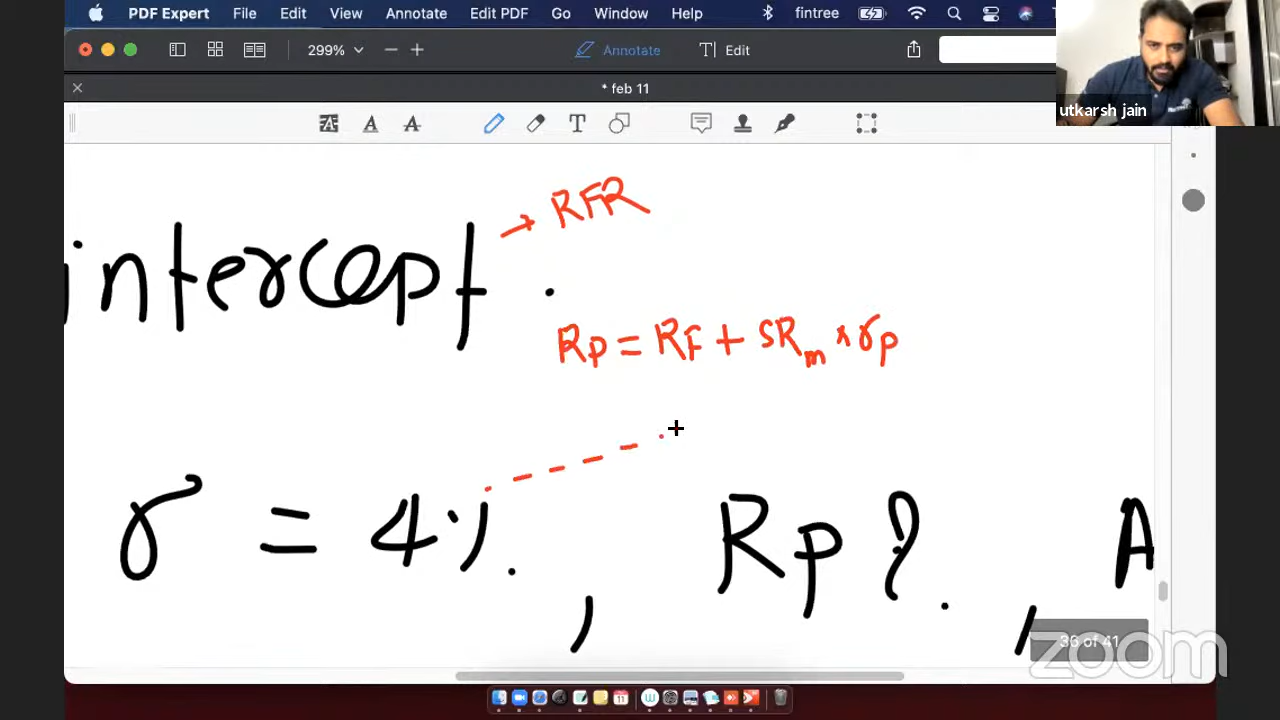 PDF Expert File Edit View Annotate Edit PDF Go Window Help fintree
299% Annotate T| Edit
* feb 11
utkarsh jain
A A A T
intercept . → RFR
Rp = RF + SRm × σp
σ = 4%. , Rp ? . , A
36 of 41
zoom